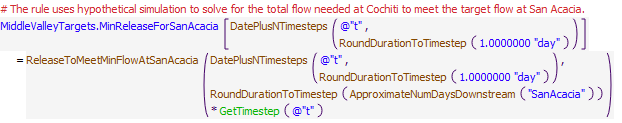 # The rule uses hypothetical simulation to solve for the total flow needed at Cochiti to meet the target flow at San Acacia.
MiddleValleyTargets.MinReleaseForSanAcacia [ DatePlusNTimesteps ( @"t" ,
RoundDurationToTimestep ( 1.0000000 "day" ) ) ]
= ReleaseToMeetMinFlowAtSanAcacia ( DatePlusNTimesteps ( @"t" ,
RoundDurationToTimestep ( 1.0000000 "day" ) ) ,
RoundDurationToTimestep ( ApproximateNumDaysDownstream ( "SanAcacia" ) )
* GetTimestep ( @"t" ) )